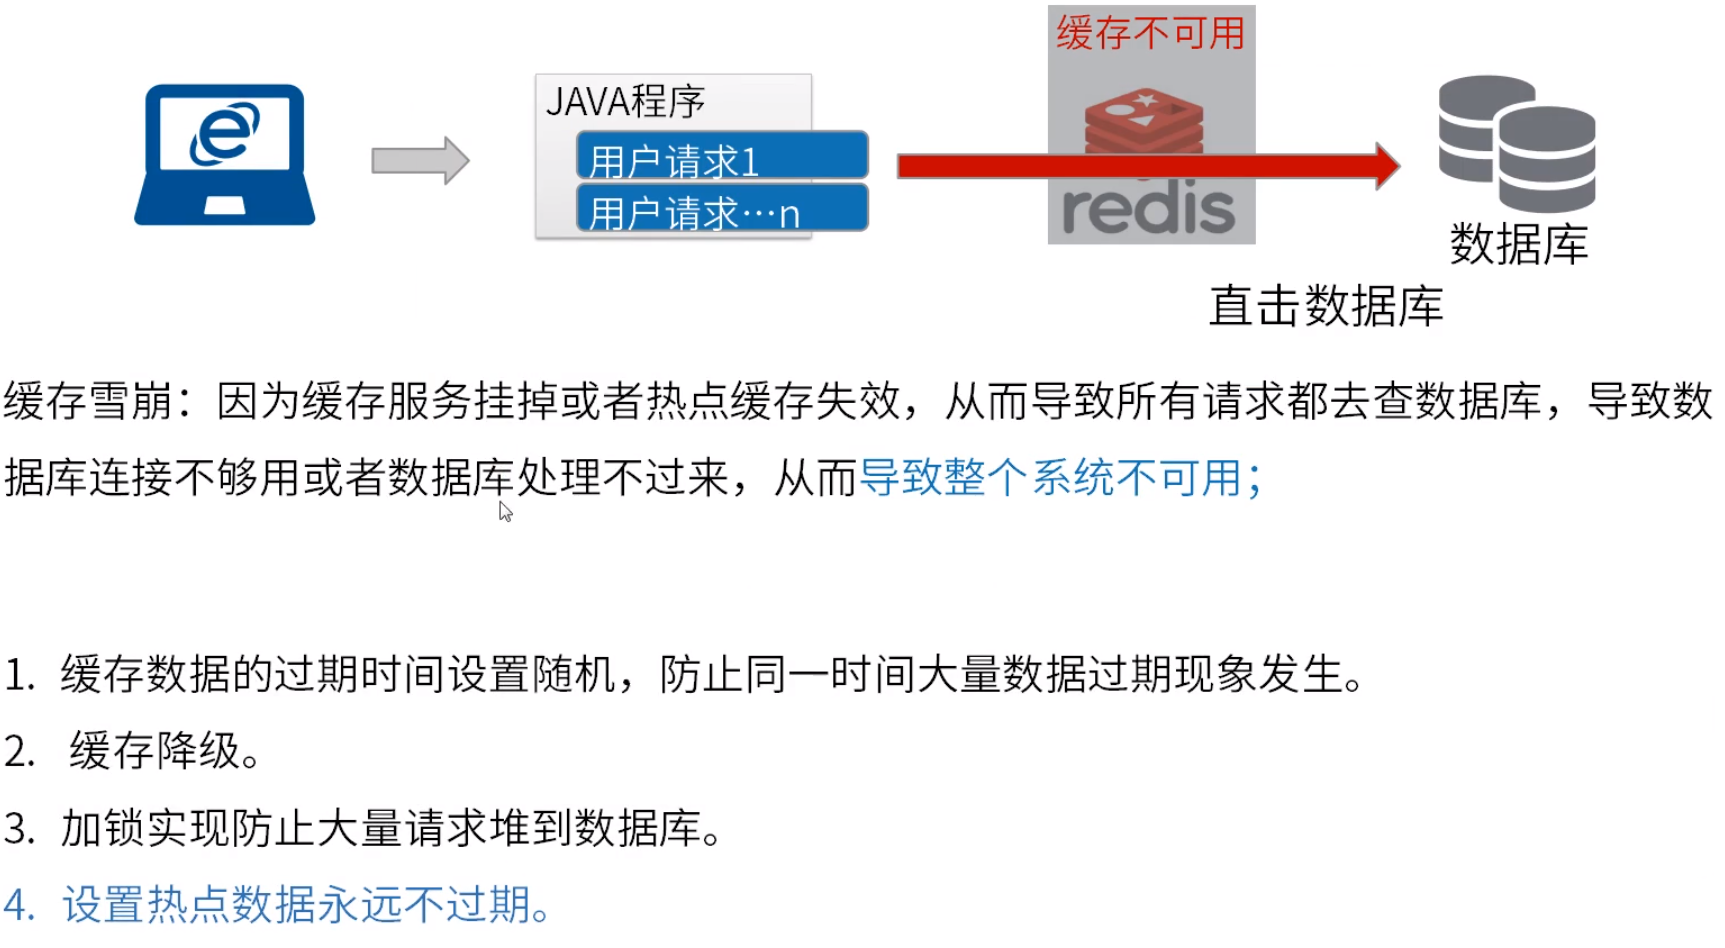 缓存不可用
JAVA程序
用户请求1
用户请求…n
redis
数据库
直击数据库
缓存雪崩：因为缓存服务挂掉或者热点缓存失效，从而导致所有请求都去查数据库，导致数
据库连接不够用或者数据库处理不过来，从而导致整个系统不可用；
1. 缓存数据的过期时间设置随机，防止同一时间大量数据过期现象发生。
2. 缓存降级。
3. 加锁实现防止大量请求堆到数据库。
4. 设置热点数据永远不过期。